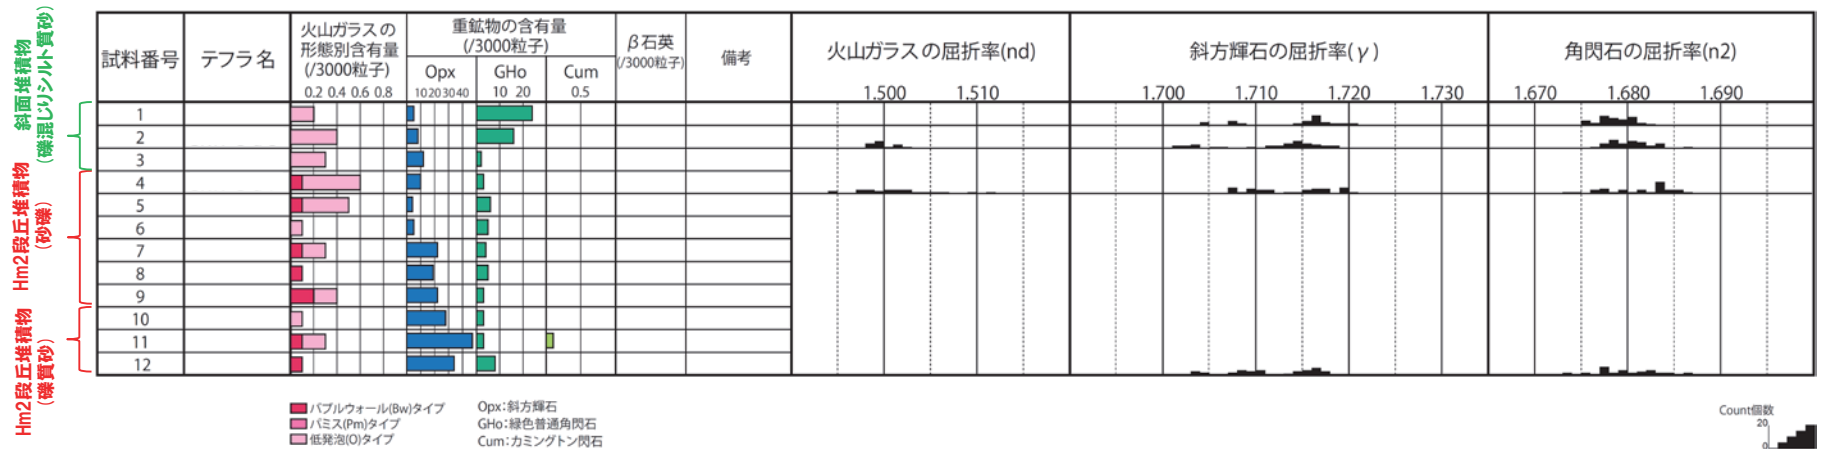 斜面堆積物
(礫混じりシルト質砂)
Hm2段丘堆積物
(砂礫)
Hm2段丘堆積物
(礫質砂)
試料番号
テフラ名
火山ガラスの
形態別含有量
(/3000粒子)
0.2 0.4 0.6 0.8
重鉱物の含有量
(/3000粒子)
Opx
GHo
Cum
10 20 30 40
10 20
0.5
β石英
(/3000粒子)
備考
火山ガラスの屈折率(nd)
1.500 1.510
斜方輝石の屈折率(γ)
1.700 1.710 1.720 1.730
角閃石の屈折率(n2)
1.670 1.680 1.690
1
2
3
4
5
6
7
8
9
10
11
12
バブルウォール(Bw)タイプ
パミス(Pm)タイプ
低発泡(O)タイプ
Opx:斜方輝石
GHo:緑色普通角閃石
Cum:カミングトン閃石
Count個数
20
0